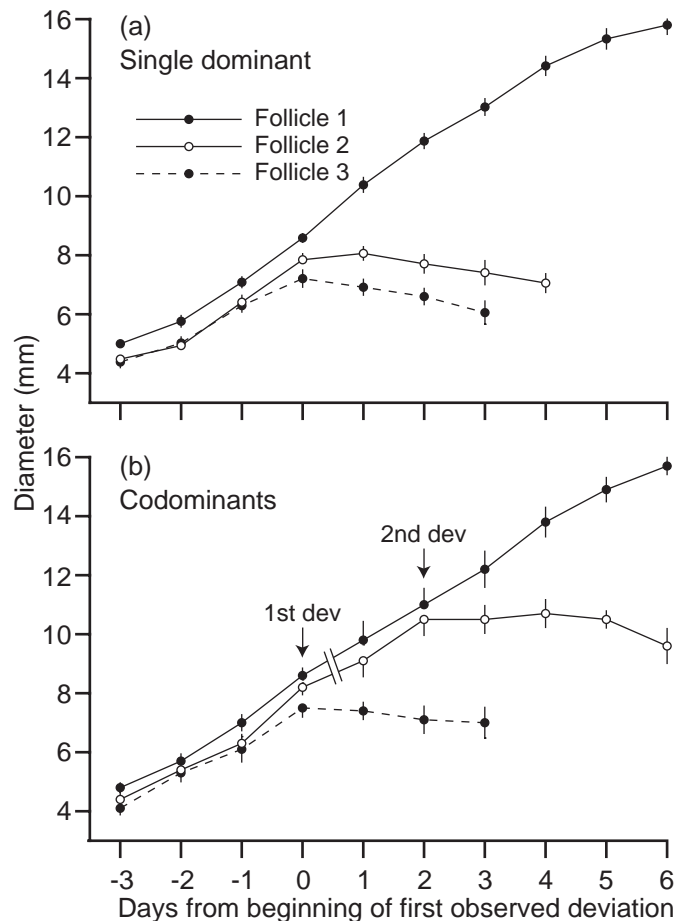 (a)
Single dominant
Follicle 1
Follicle 2
Follicle 3
16
14
12
10
8
6
4
Diameter (mm)
(b)
Codominants
1st dev
2nd dev
16
14
12
10
8
6
4
-3 -2 -1 0 1 2 3 4 5 6
Days from beginning of first observed deviation